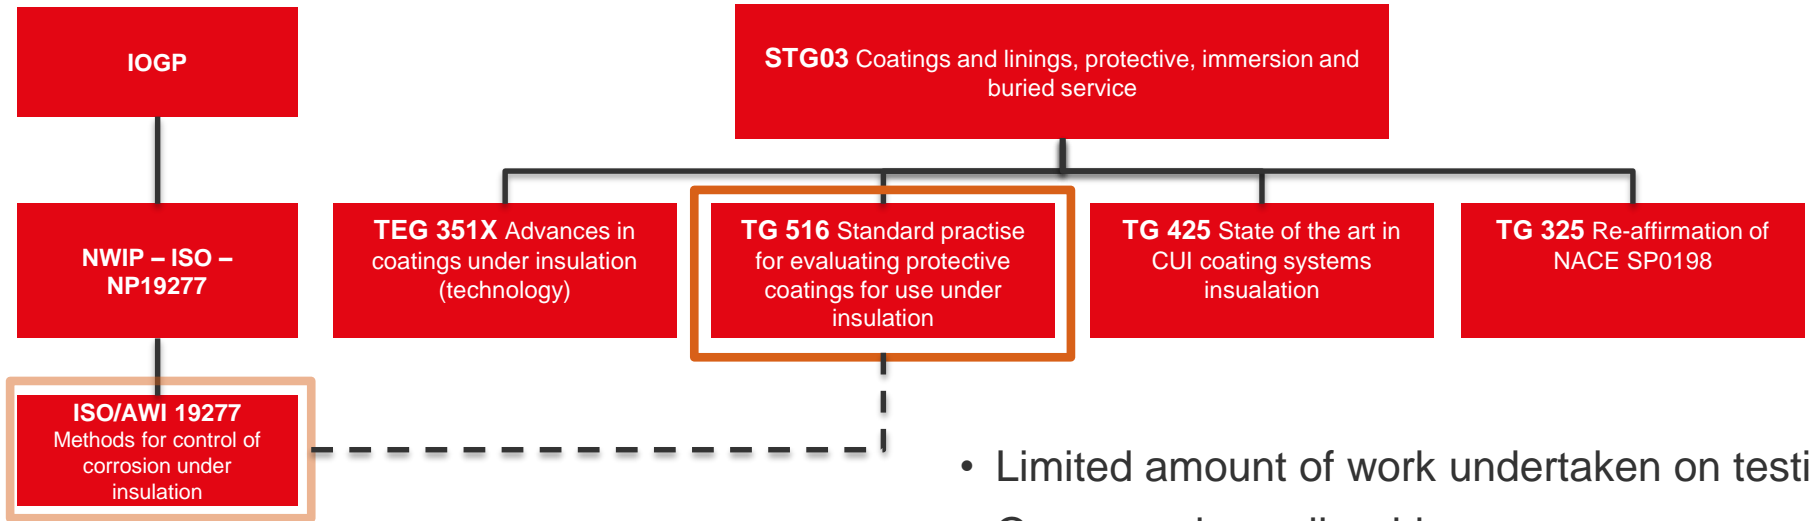 IOGP
STG03 Coatings and linings, protective, immersion and
buried service
NWIP – ISO –
NP19277
TEG 351X Advances in
coatings under insulation
(technology)
TG 516 Standard practise
for evaluating protective
coatings for use under
insulation
TG 425 State of the art in
CUI coating systems
insualation
TG 325 Re-affirmation of
NACE SP0198
ISO/AWI 19277
Methods for control of
corrosion under
insulation
• Limited amount of work undertaken on testi